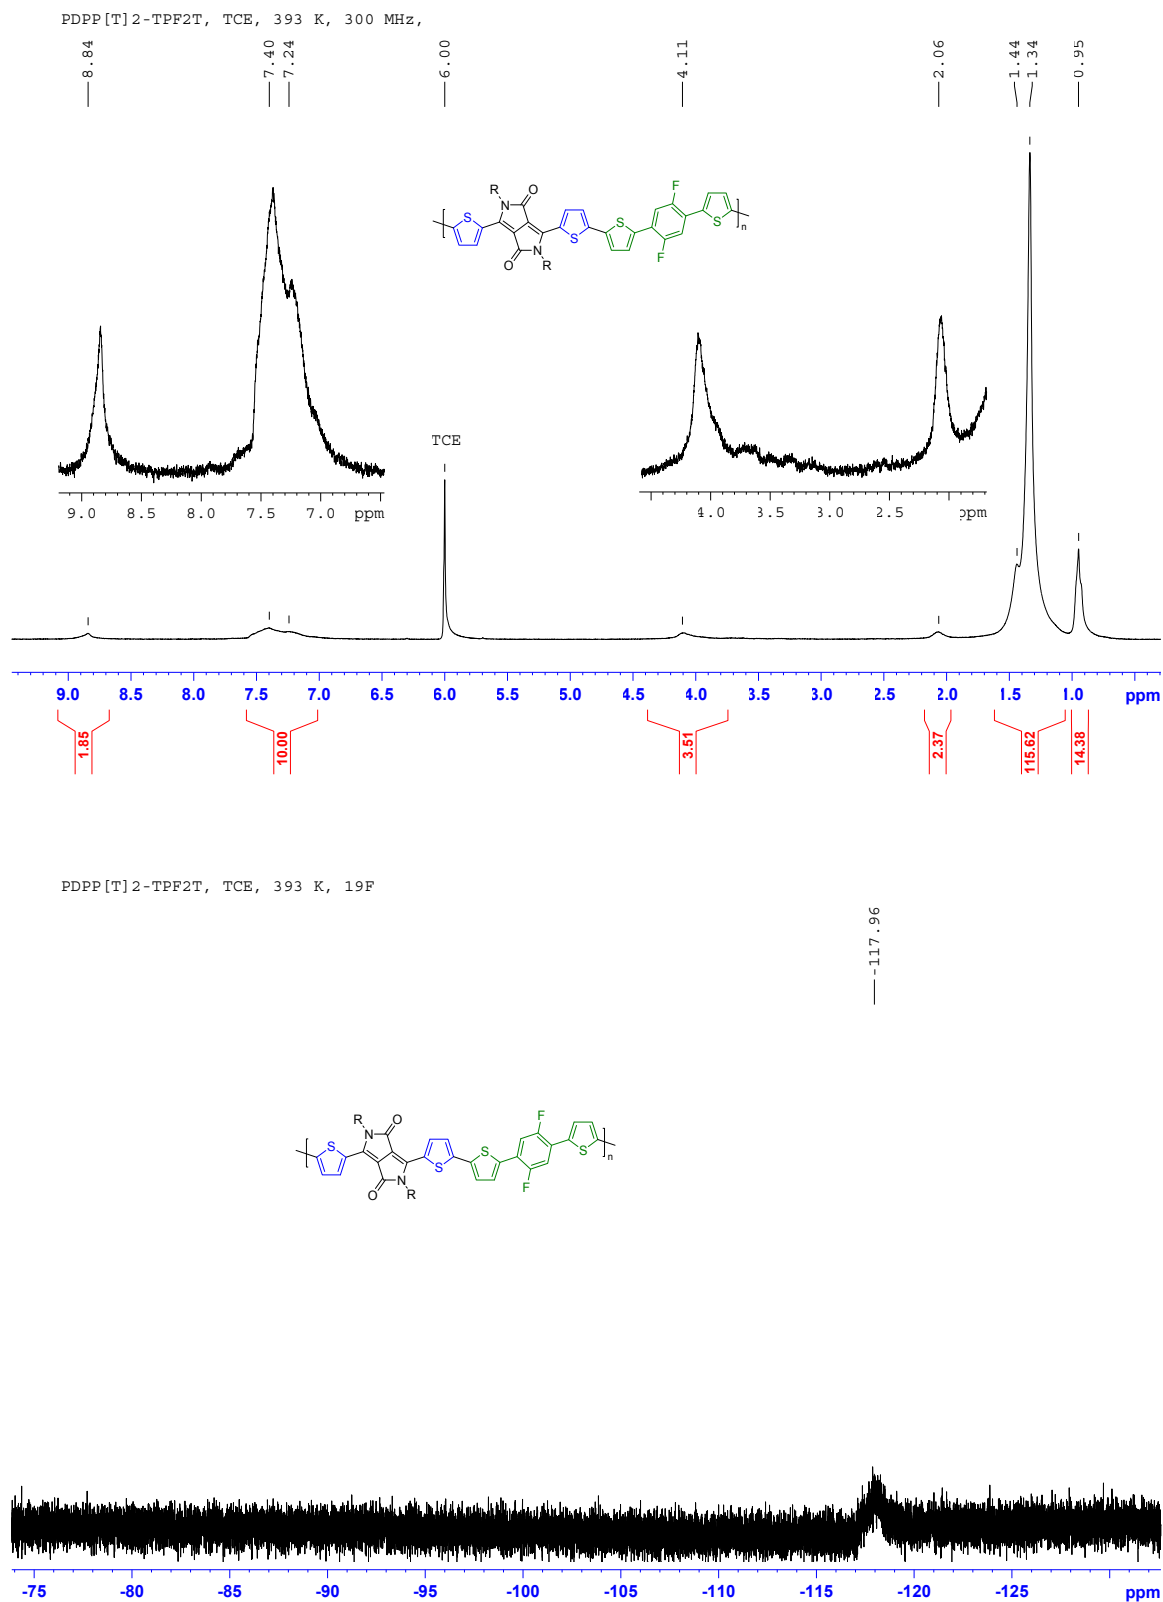 PDPP[T]2-TPF2T, TCE, 393 K, 300 MHz,
8.84
7.40
7.24
6.00
4.11
2.06
1.44
1.34
0.95
R
O
N
S
F
S
n
S
S
O
N
R
F
TCE
9.0 8.5 8.0 7.5 7.0 ppm
4.0 3.5 3.0 2.5 ppm
9.0 8.5 8.0 7.5 7.0 6.5 6.0 5.5 5.0 4.5 4.0 3.5 3.0 2.5 2.0 1.5 1.0 ppm
1.85
10.00
3.51
2.37
115.62
14.38
PDPP[T]2-TPF2T, TCE, 393 K, 19F
-117.96
R
O
N
S
F
S
n
S
S
O
N
R
F
-75 -80 -85 -90 -95 -100 -105 -110 -115 -120 -125 ppm